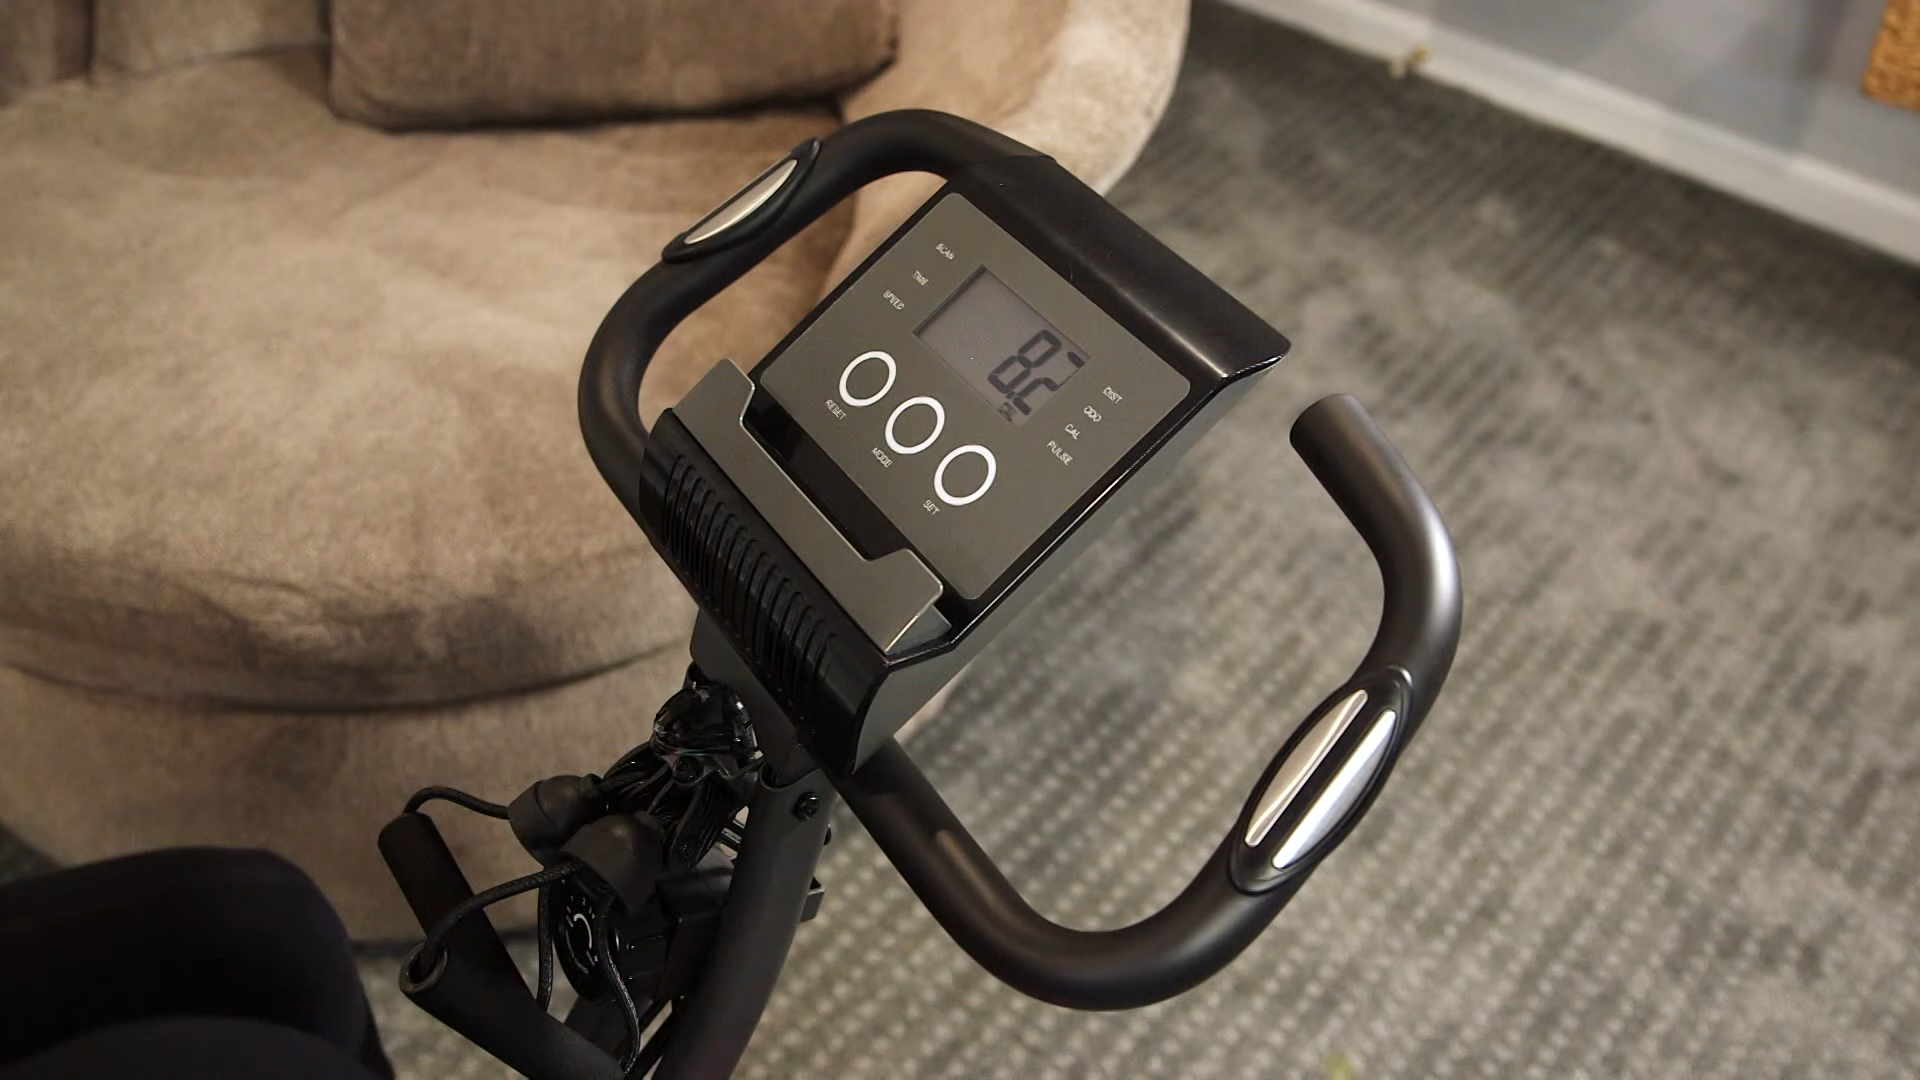 SCAN
TIME
SPEED
8.2
DIST
ODO
CAL
PULSE
RESET
MODE
SET